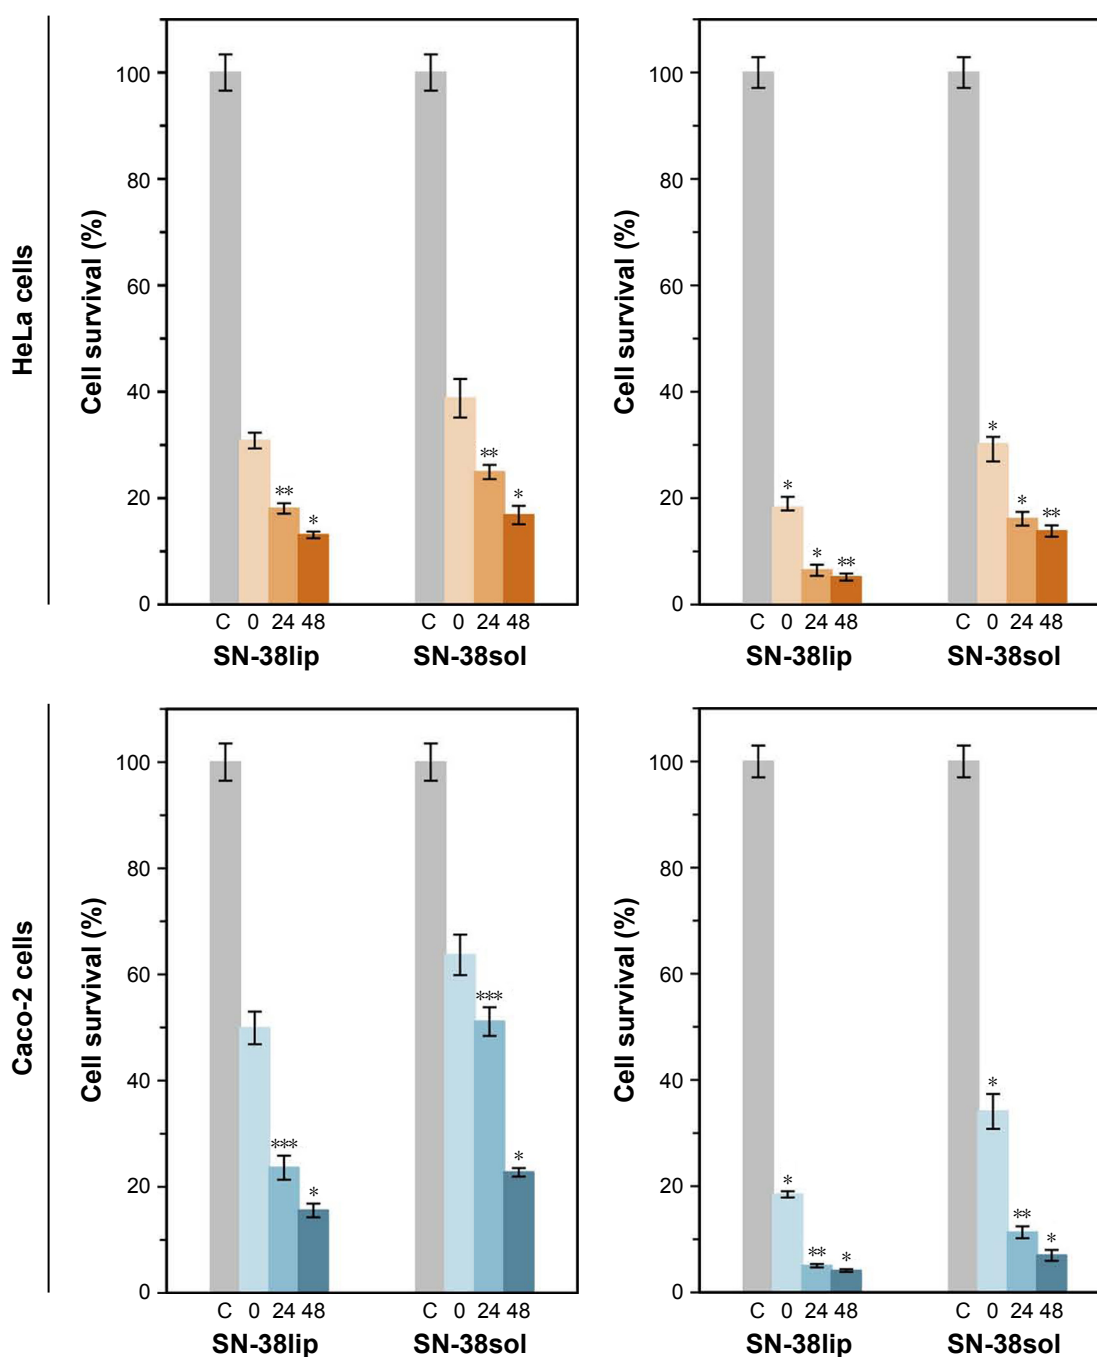 HeLa cells
Cell survival (%)
100
80
60
40
20
0
** * ** *
C 0 24 48 C 0 24 48
SN-38lip SN-38sol
Cell survival (%)
100
80
60
40
20
0
* * ** * * **
C 0 24 48 C 0 24 48
SN-38lip SN-38sol
Caco-2 cells
Cell survival (%)
100
80
60
40
20
0
*** * *** *
C 0 24 48 C 0 24 48
SN-38lip SN-38sol
Cell survival (%)
100
80
60
40
20
0
* ** * * ** *
C 0 24 48 C 0 24 48
SN-38lip SN-38sol